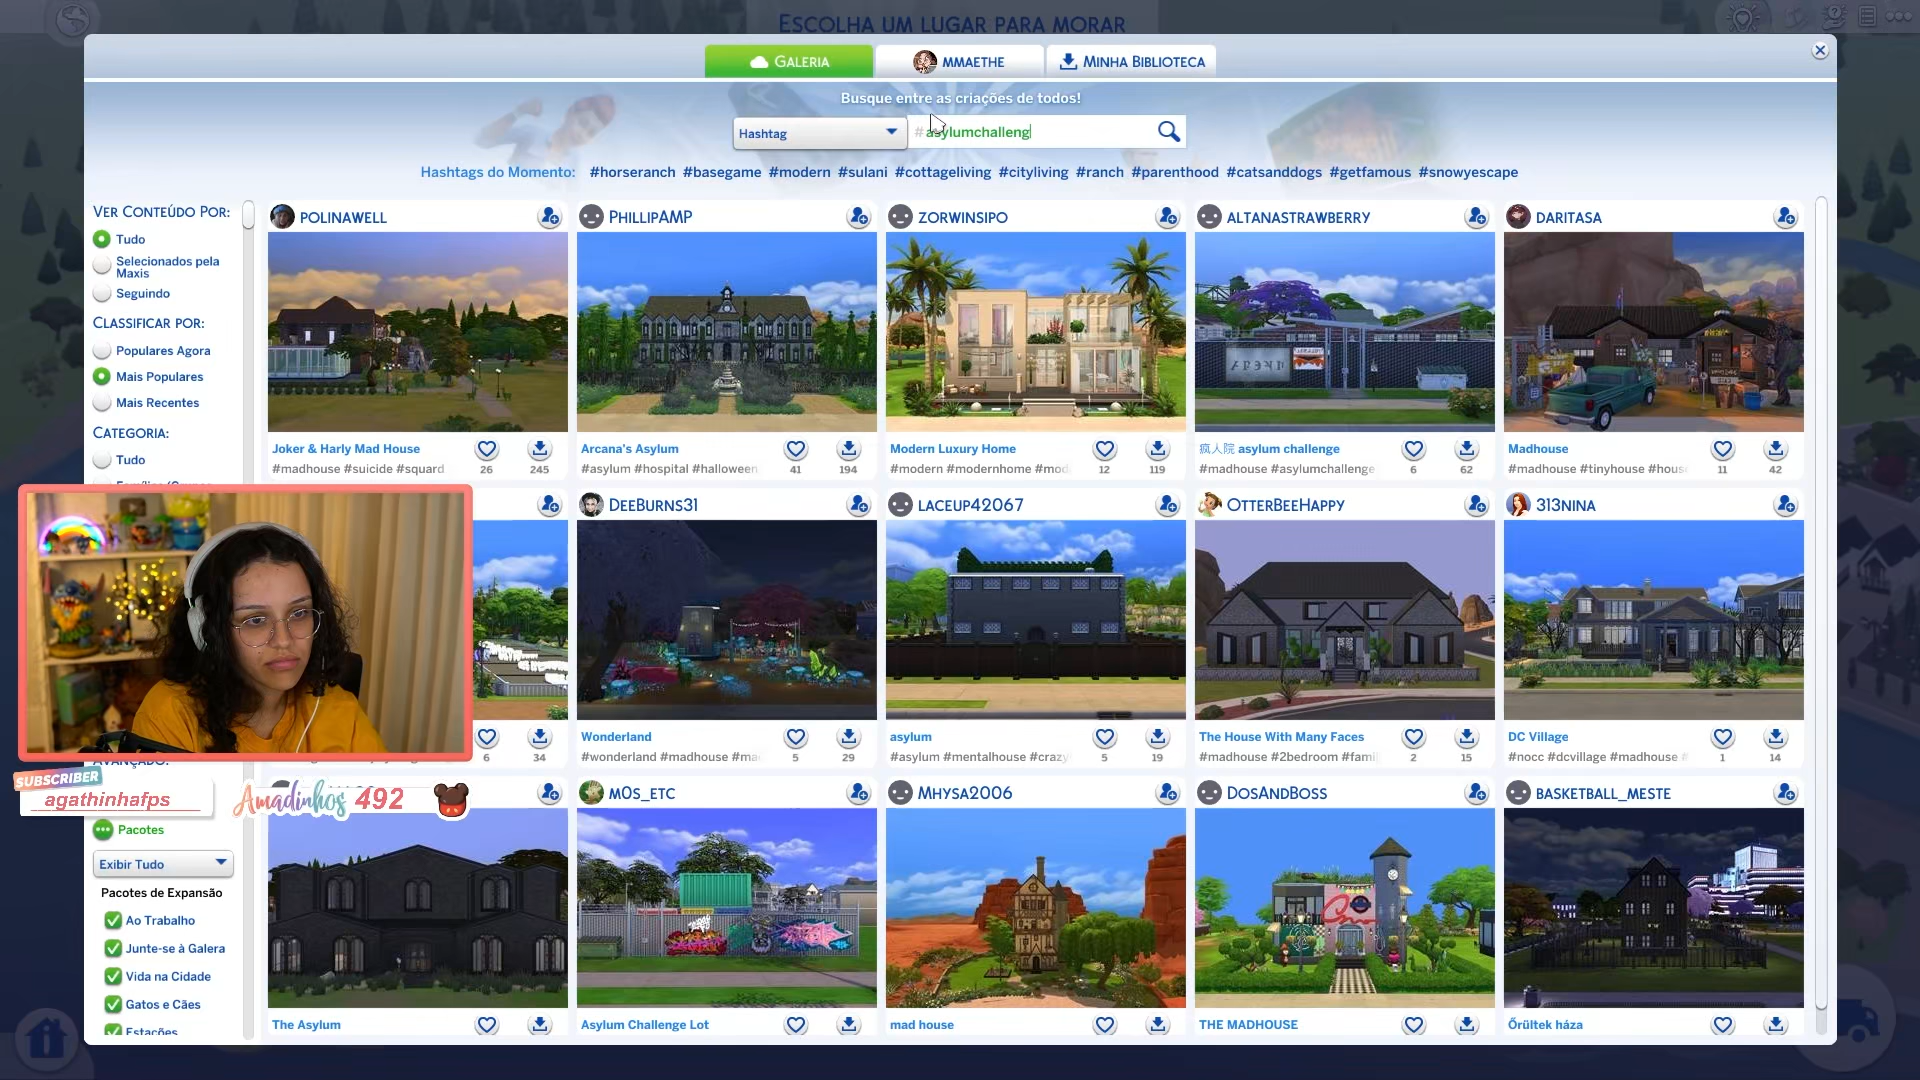 ESCOLHA UM LUGAR PARA MORAR
GALERIA
MMAETHE
MINHA BIBLIOTECA
Busque entre as criações de todos!
Hashtag
#asylumchalleng
Hashtags do Momento: #horseranch #basegame #modern #sulani #cottageliving #cityliving #ranch #parenthood #catsanddogs #getfamous #snowyescape
VER CONTEÚDO POR:
Tudo
Selecionados pela
Maxis
Seguindo
CLASSIFICAR POR:
Populares Agora
Mais Populares
Mais Recentes
CATEGORIA:
Tudo
POLINAWELL
Joker & Harly Mad House
26
245
#madhouse #suicide #squard
PHILLIPAMP
Arcana's Asylum
41
194
#asylum #hospital #halloween
ZORWINSIPO
Modern Luxury Home
12
119
#modern #modernhome #mod
ALTANASTRAWBERRY
疯人院 asylum challenge
6
62
#madhouse #asylumchallenge
DARITASA
Madhouse
11
42
#madhouse #tinyhouse #hous
6
34
DEEBURNS31
Wonderland
5
29
#wonderland #madhouse #ma
LACEUP42067
asylum
5
19
#asylum #mentalhouse #crazy
OTTERBEEHAPPY
The House With Many Faces
2
15
#madhouse #2bedroom #fami
313NINA
DC Village
1
14
#nocc #dcvillage #madhouse #
SUBSCRIBER
agathinhafps
Amadinhos 492
AVANÇADO:
Pacotes
Exibir Tudo
Pacotes de Expansão
Ao Trabalho
Junte-se à Galera
Vida na Cidade
Gatos e Cães
Estações
The Asylum
M0S_ETC
Asylum Challenge Lot
MHYSA2006
mad house
DOSANDBOSS
THE MADHOUSE
BASKETBALL_MESTE
Őrültek háza